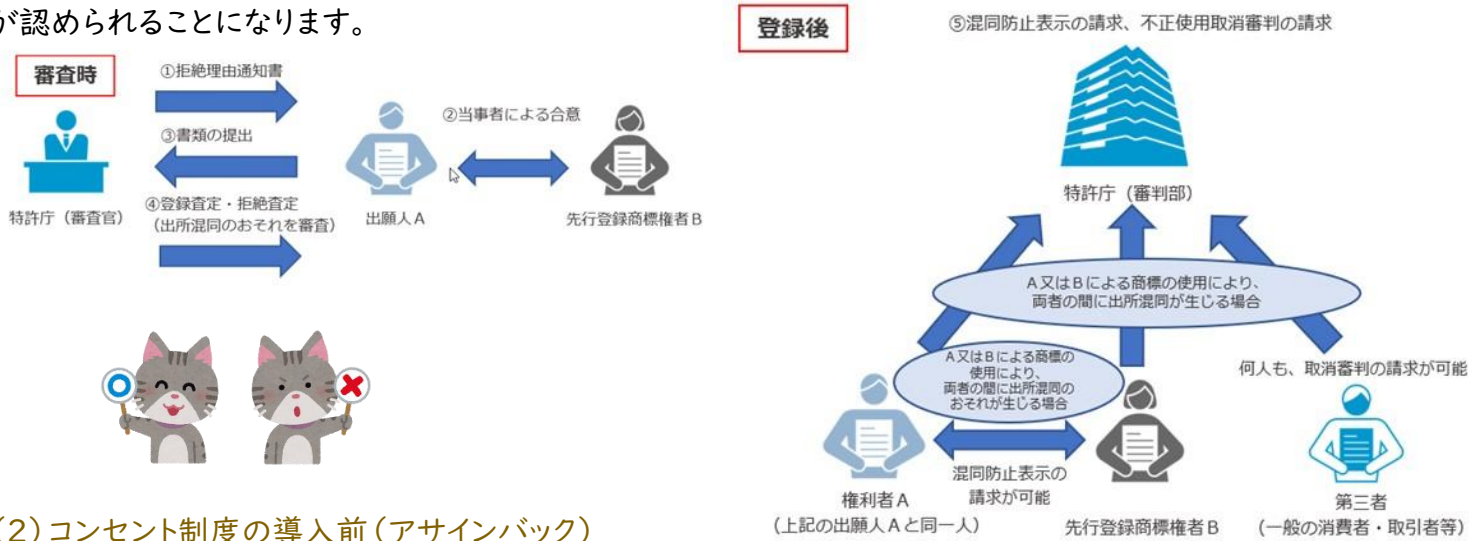 が認められることになります。
審査時
①拒絶理由通知書
②当事者による合意
③書類の提出
④登録査定・拒絶査定
(出所混同のおそれを審査)
特許庁(審査官)
出願人A
先行登録商標権者B
(2)コンセント制度の導入前(アサインバック)
登録後
⑤混同防止表示の請求、不正使用取消審判の請求
特許庁(審判部)
A又はBによる商標の使用により、
両者の間に出所混同が生じる場合
A又はBによる商標の
使用により、
両者の間に出所混同の
おそれが生じる場合
何人も、取消審判の請求が可能
混同防止表示の
請求が可能
権利者A
(上記の出願人Aと同一人)
先行登録商標権者B
第三者
(一般の消費者・取引者等)